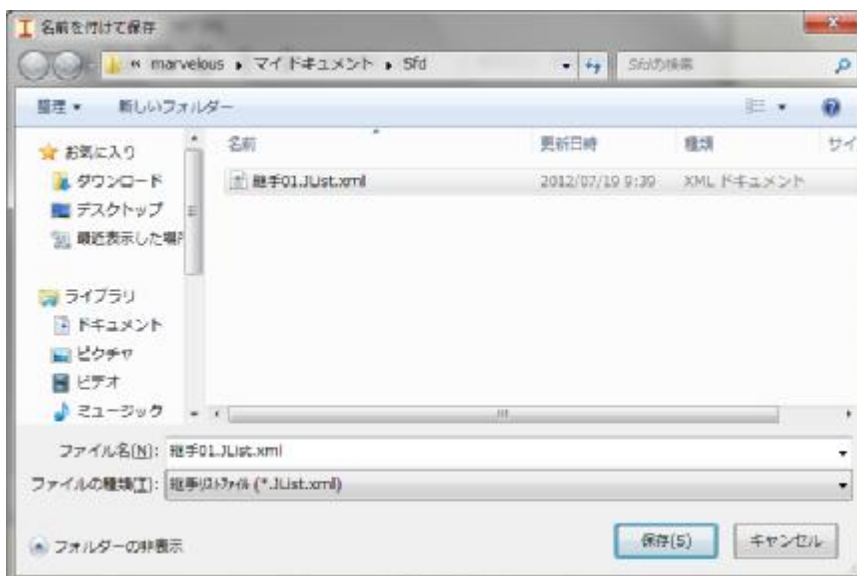 名前を付けて保存
« marvelous ▸ マイ ドキュメント ▸ Sfd
Sfdの検索
整理 ▾ 新しいフォルダー
お気に入り
ダウンロード
デスクトップ
最近表示した場所
ライブラリ
ドキュメント
ピクチャ
ビデオ
ミュージック
名前 更新日時 種類 サイ
継手01.JList.xml 2012/07/19 9:39 XML ドキュメント
ファイル名(N): 継手01.JList.xml
ファイルの種類(T): 継手リストファイル (*.JList.xml)
フォルダーの非表示
保存(S) キャンセル